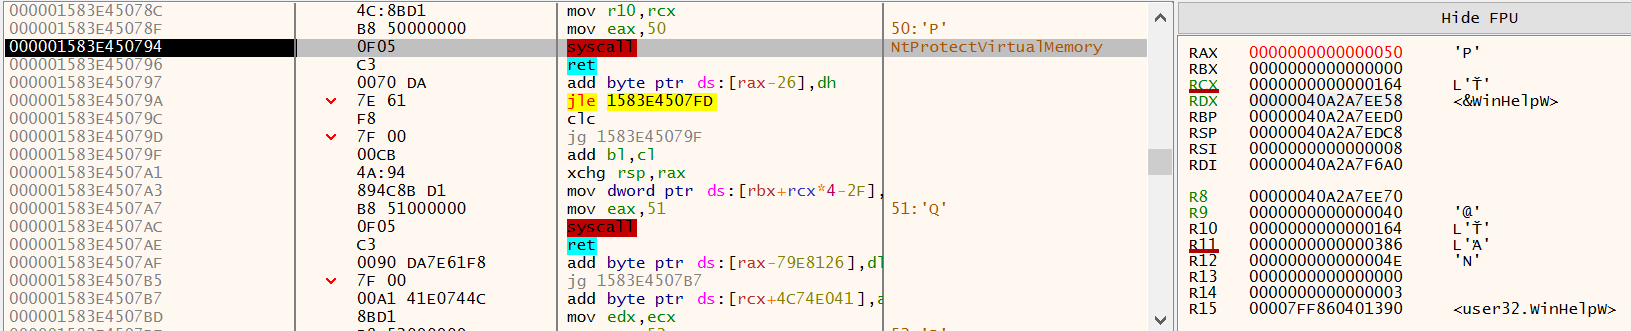 000001583E45078C 4C:8BD1 mov r10,rcx
000001583E45078F B8 50000000 mov eax,50 50:'P'
000001583E450794 0F05 syscall NtProtectVirtualMemory
000001583E450796 C3 ret
000001583E450797 0070 DA add byte ptr ds:[rax-26],dh
000001583E45079A 7E 61 jle 1583E4507FD
000001583E45079C F8 clc
000001583E45079D 7F 00 jg 1583E45079F
000001583E45079F 00CB add bl,cl
000001583E4507A1 4A:94 xchg rsp,rax
000001583E4507A3 894C8B D1 mov dword ptr ds:[rbx+rcx*4-2F],
000001583E4507A7 B8 51000000 mov eax,51 51:'Q'
000001583E4507AC 0F05 syscall
000001583E4507AE C3 ret
000001583E4507AF 0090 DA7E61F8 add byte ptr ds:[rax-79E8126],dl
000001583E4507B5 7F 00 jg 1583E4507B7
000001583E4507B7 00A1 41E0744C add byte ptr ds:[rcx+4C74E041],a
000001583E4507BD 8BD1 mov edx,ecx
Hide FPU
RAX 0000000000000050 'P'
RBX 0000000000000000
RCX 0000000000000164 L'Ť'
RDX 00000040A2A7EE58 <&WinHelpW>
RBP 00000040A2A7EED0
RSP 00000040A2A7EDC8
RSI 0000000000000008
RDI 00000040A2A7F6A0
R8 00000040A2A7EE70
R9 0000000000000040 '@'
R10 0000000000000164 L'Ť'
R11 0000000000000386 L'Ά'
R12 000000000000004E 'N'
R13 0000000000000000
R14 0000000000000003
R15 00007FF860401390 <user32.WinHelpW>